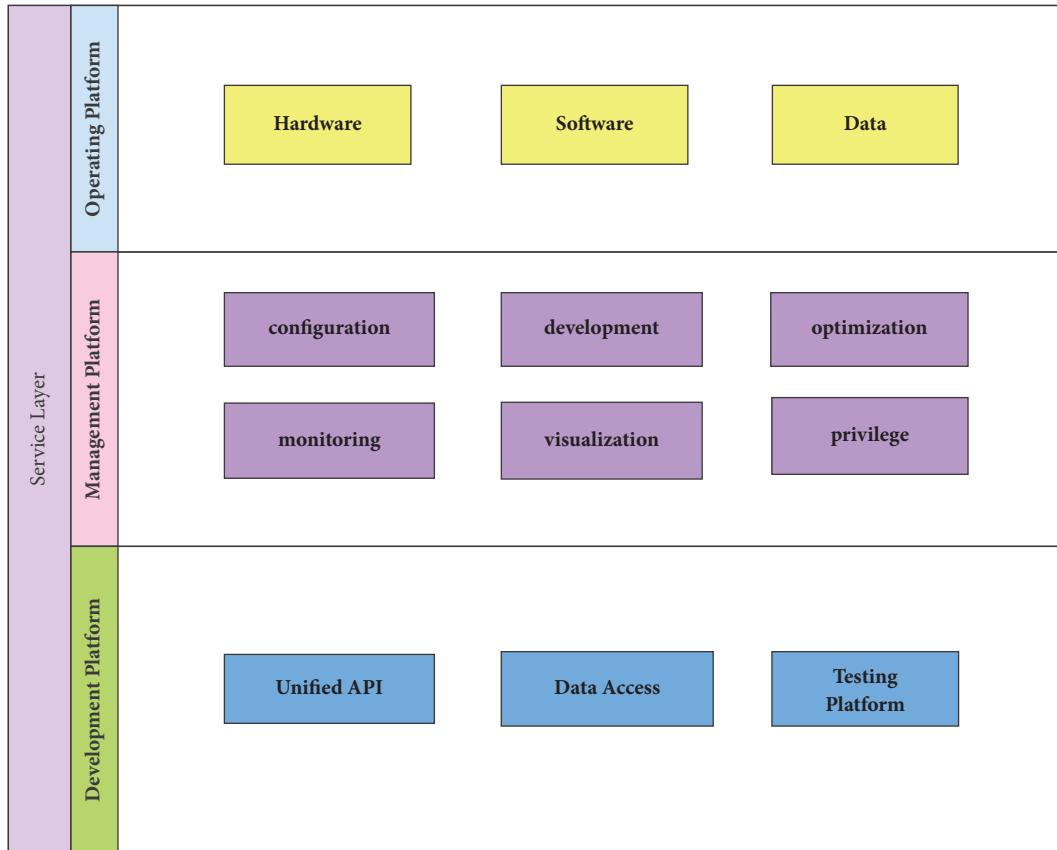 Service Layer
Operating Platform
Hardware
Software
Data
Management Platform
configuration
development
optimization
monitoring
visualization
privilege
Development Platform
Unified API
Data Access
Testing
Platform